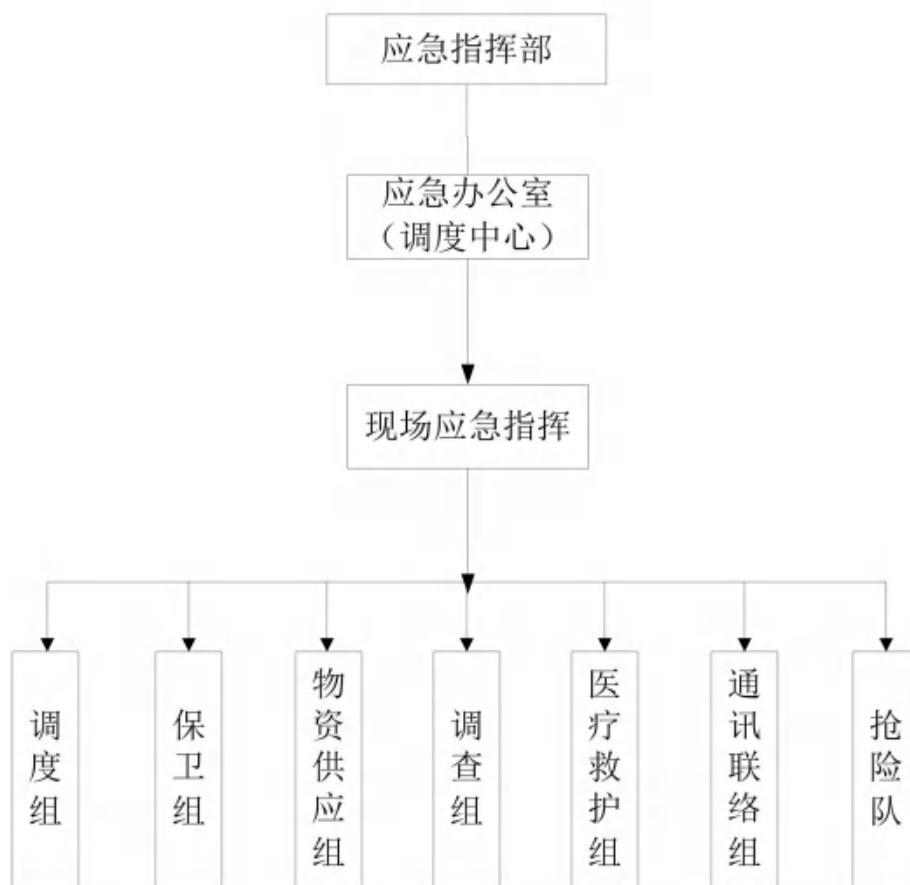 应急指挥部
应急办公室
（调度中心）
现场应急指挥
调度组
保卫组
物资供应组
调查组
医疗救护组
通讯联络组
抢险队